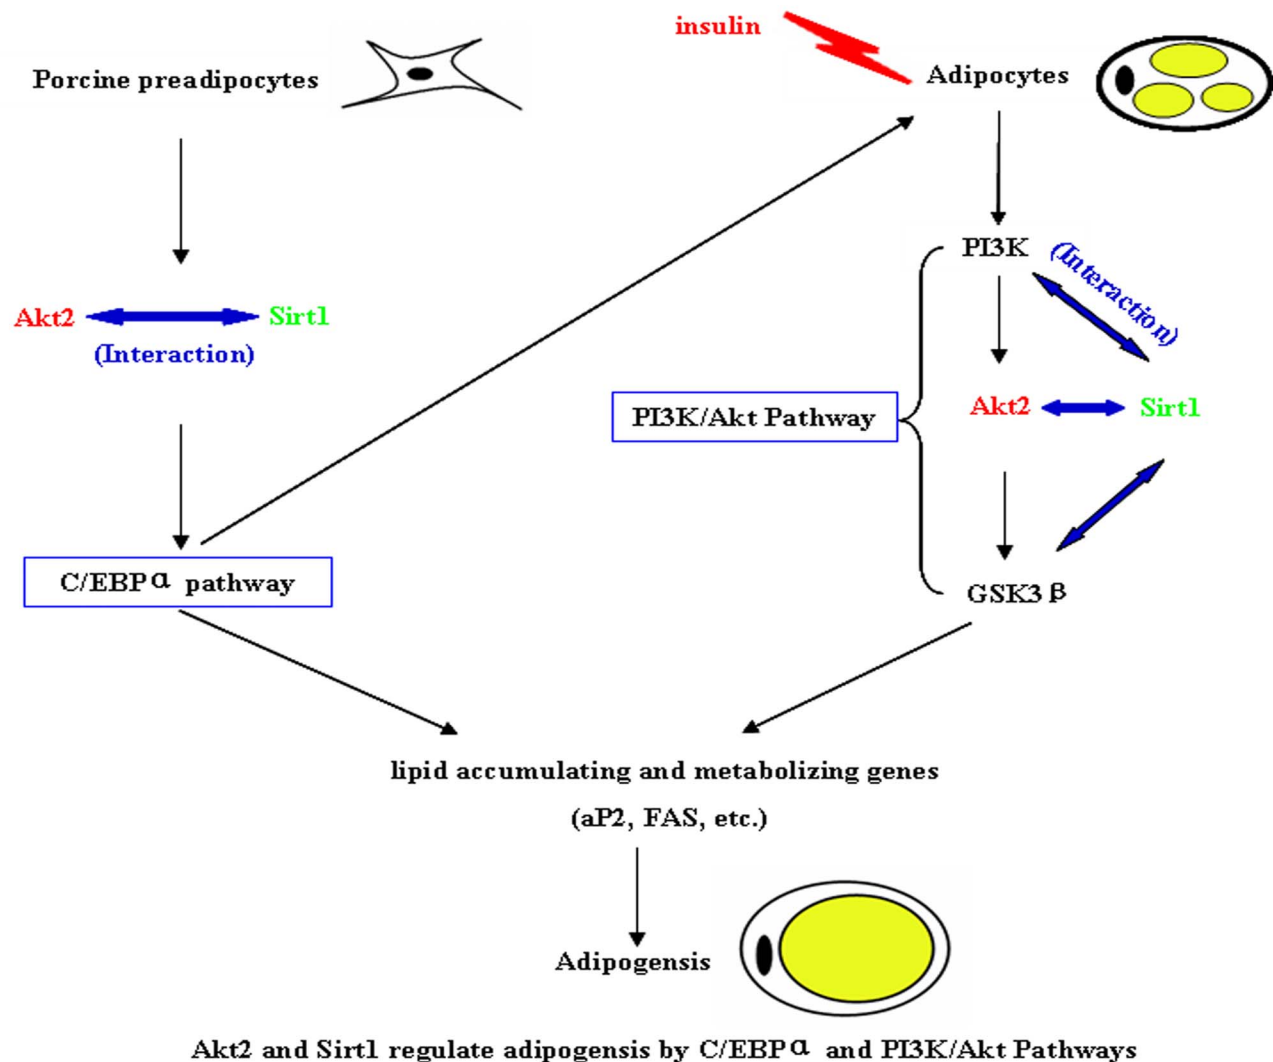 insulin
Porcine preadipocytes
Adipocytes
PI3K
(Interaction)
Akt2
Sirt1
(Interaction)
PI3K/Akt Pathway
Akt2
Sirt1
C/EBPα pathway
GSK3β
lipid accumulating and metabolizing genes
(aP2, FAS, etc.)
Adipogensis
Akt2 and Sirt1 regulate adipogensis by C/EBPα and PI3K/Akt Pathways